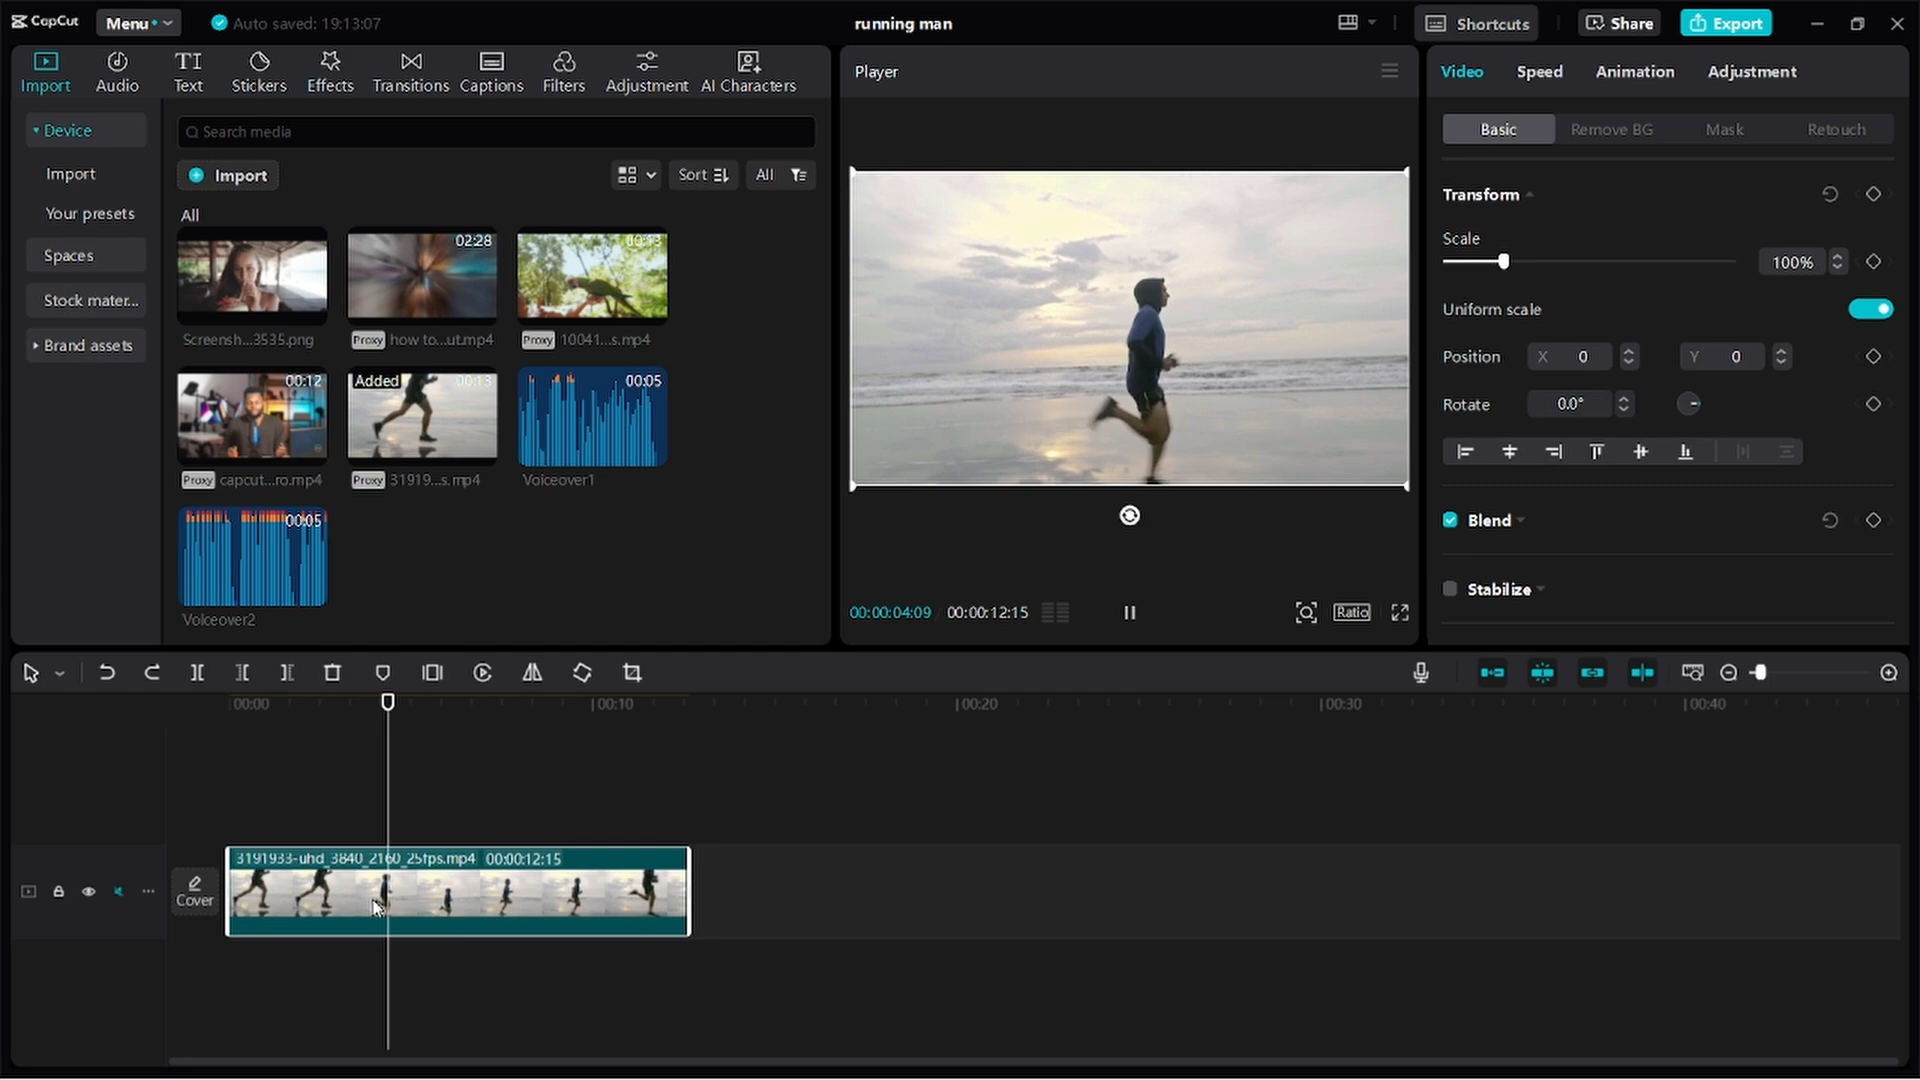 CapCut Menu Auto saved: 19:13:07 running man Shortcuts Share Export
Import Audio Text Stickers Effects Transitions Captions Filters Adjustment AI Characters
Device
Import
Your presets
Spaces
Stock mater...
Brand assets
Search media
Import Sort All
All
Screensh...3535.png
02:28
Proxy how to...ut.mp4
00:13
Proxy 10041...s.mp4
00:12
Proxy capcut...ro.mp4
Added 00:13
Proxy 31919...s.mp4
00:05
Voiceover1
00:05
Voiceover2
Player
00:00:04:09 00:00:12:15 Ratio
Video Speed Animation Adjustment
Basic Remove BG Mask Retouch
Transform
Scale
100%
Uniform scale
Position X 0 Y 0
Rotate 0.0°
Blend
Stabilize
00:00 00:10 00:20 00:30 00:40
Cover
3191933-uhd_3840_2160_25fps.mp4 00:00:12:15